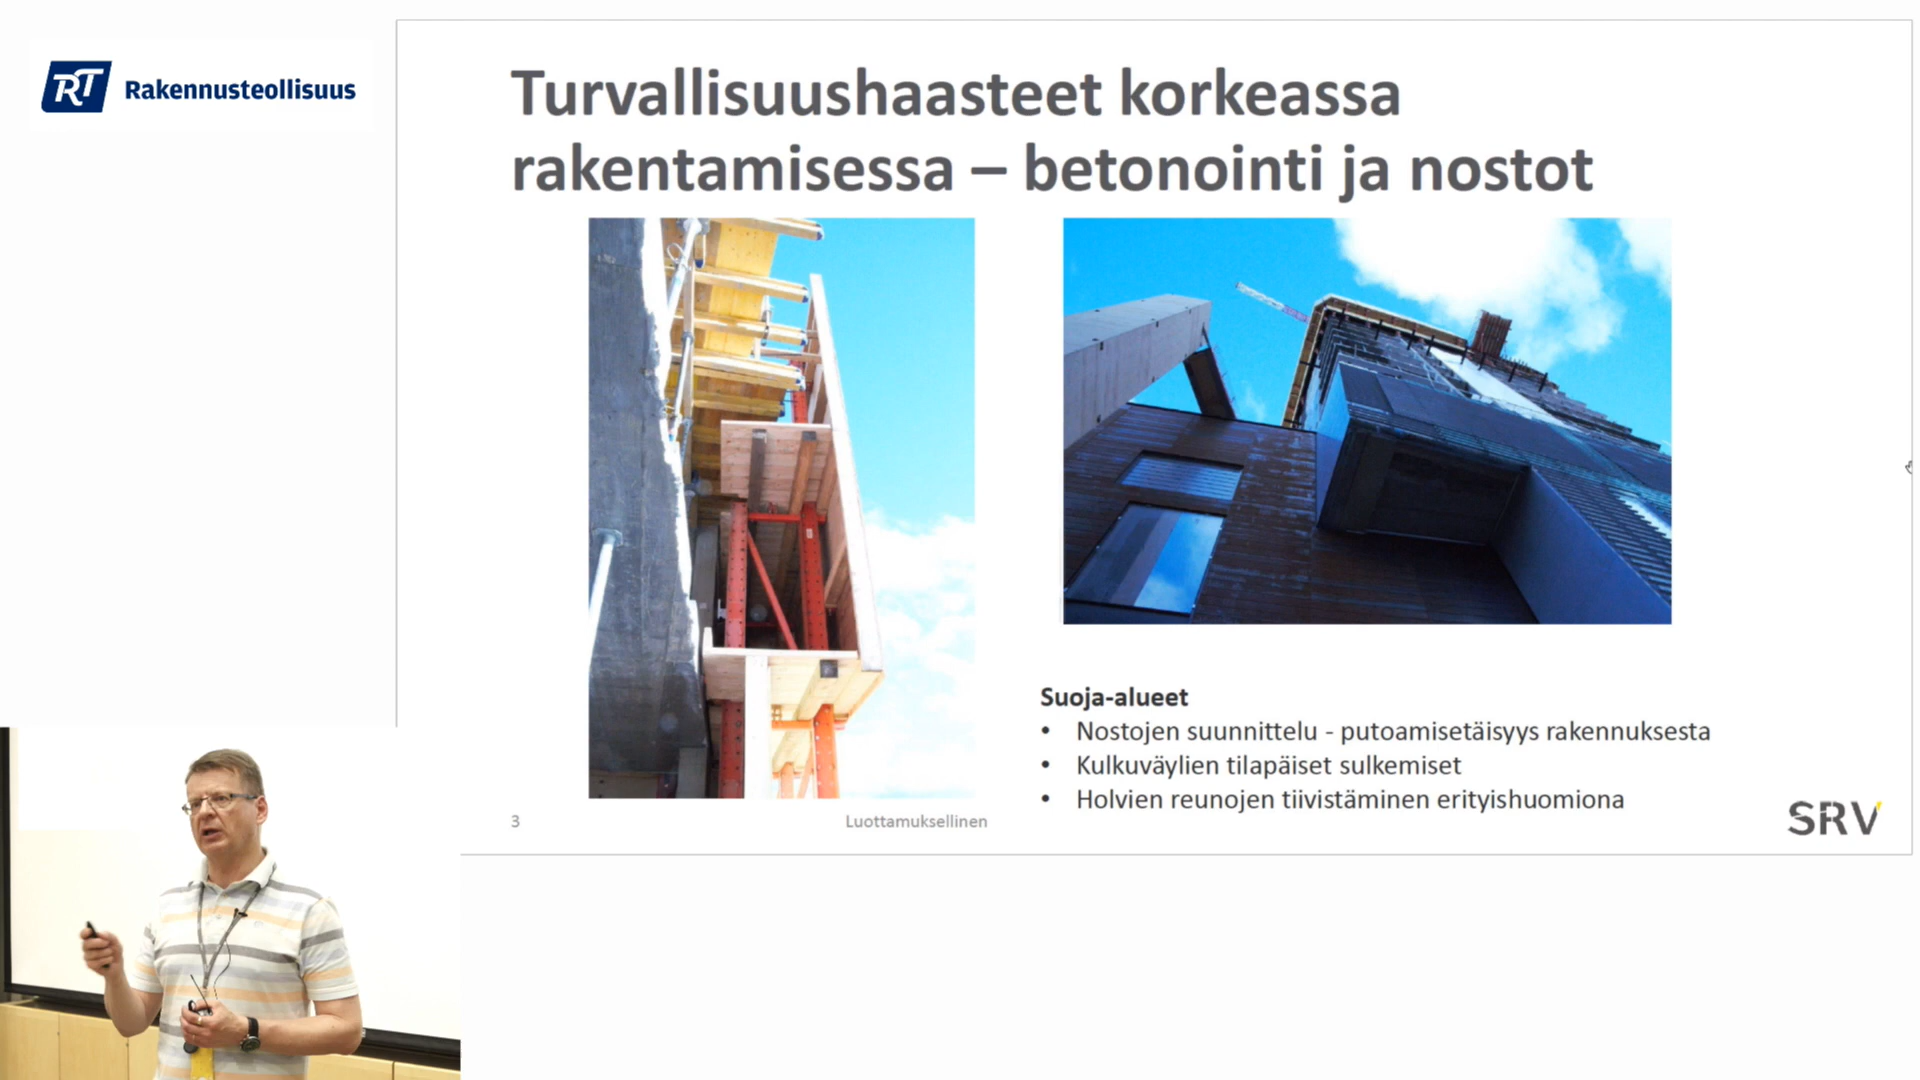 RT Rakennusteollisuus
Turvallisuushaasteet korkeassa
rakentamisessa – betonointi ja nostot
Suoja-alueet
• Nostojen suunnittelu - putoamisetäisyys rakennuksesta
• Kulkuväylien tilapäiset sulkemiset
• Holvien reunojen tiivistäminen erityishuomiona
3
Luottamuksellinen
SRV